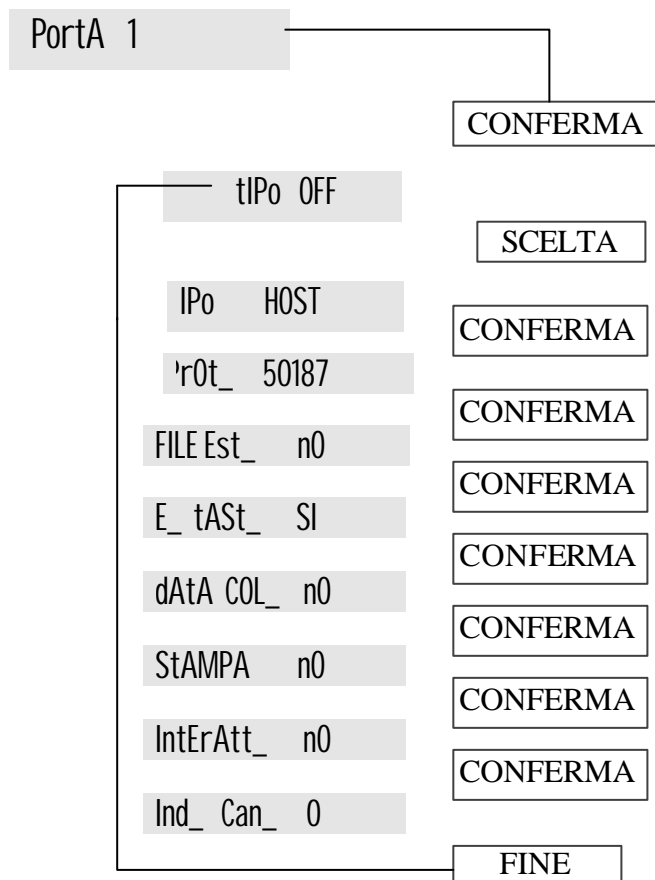 PortA 1
CONFERMA
tIPo OFF
SCELTA
IPo HOST
CONFERMA
'r0t_ 50187
CONFERMA
FILE Est_ n0
CONFERMA
E_ tASt_ SI
CONFERMA
dAtA COL_ n0
CONFERMA
StAMPA n0
CONFERMA
IntErAtt_ n0
CONFERMA
Ind_ Can_ 0
FINE